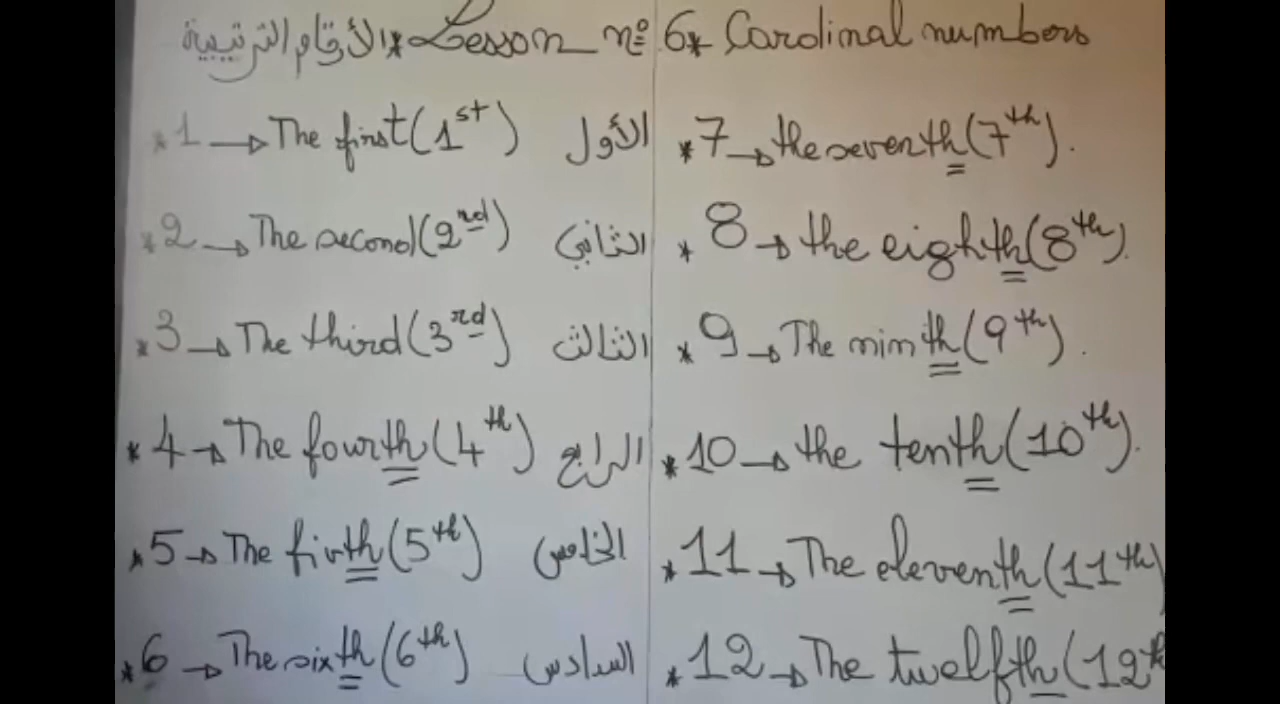 الأرقام الترتيبية * Lesson n° 6 * Cardinal numbers
*1 → The first (1st) الأول
*2 → The second (2nd) الثاني
*3 → The third (3rd) الثالث
*4 → The fourth (4th) الرابع
*5 → The firth (5th) الخامس
*6 → The sixth (6th) السادس
*7 → the seventh (7th).
*8 → the eighth (8th).
*9 → The ninth (9th).
*10 → the tenth (10th).
*11 → The eleventh (11th)
*12 → The twelfth (12th